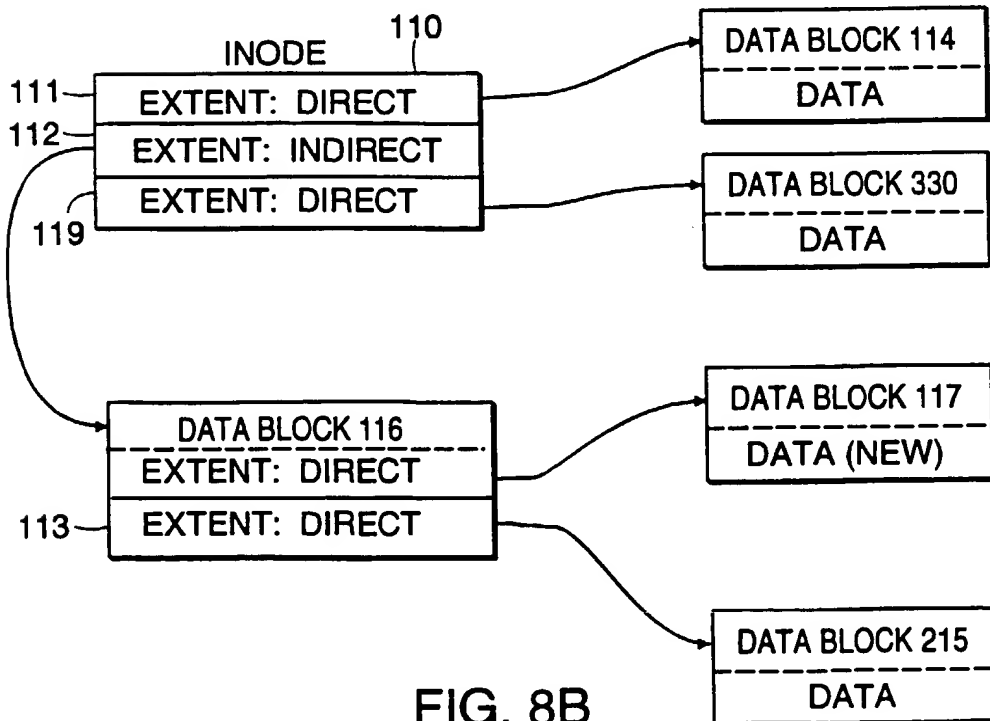 110
INODE
111
EXTENT: DIRECT
112
EXTENT: INDIRECT
119
EXTENT: DIRECT
DATA BLOCK 114
DATA
DATA BLOCK 330
DATA
DATA BLOCK 116
EXTENT: DIRECT
113
EXTENT: DIRECT
DATA BLOCK 117
DATA (NEW)
DATA BLOCK 215
DATA
FIG. 8B